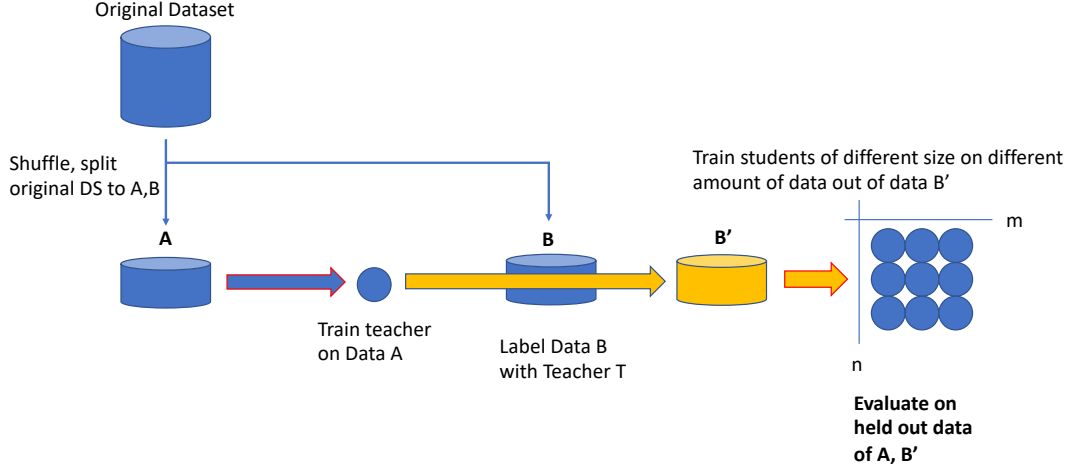 Original Dataset
Shuffle, split
original DS to A,B
Train students of different size on different
amount of data out of data B’
m
A
B
B’
Train teacher
on Data A
Label Data B
with Teacher T
n
Evaluate on
held out data
of A, B’